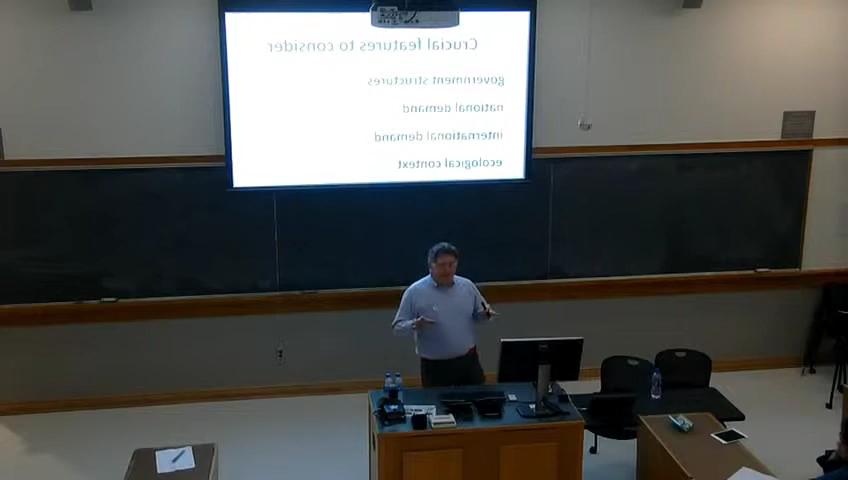 Crucial features to consider
government structures
national demand
international demand
ecological context